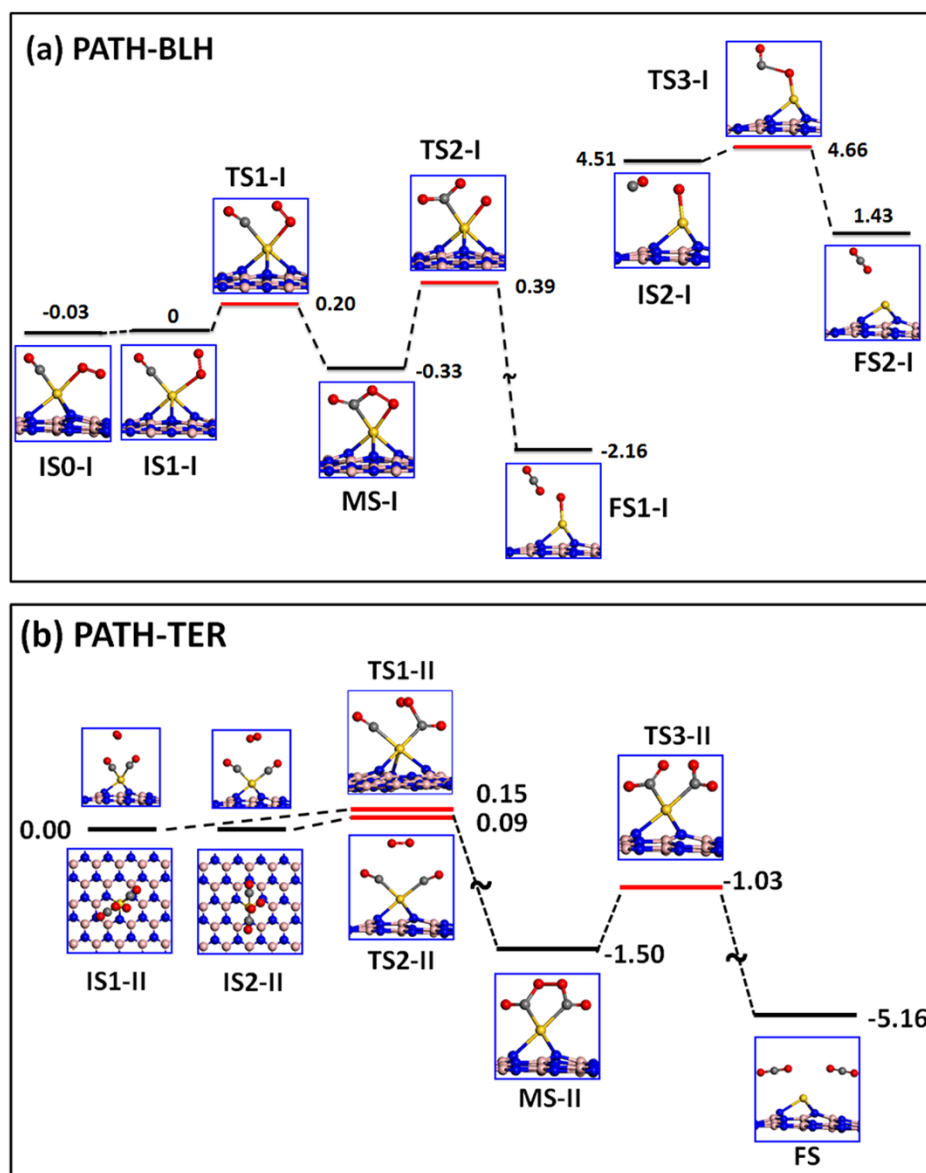 (a) PATH-BLH
TS3-I
TS2-I
4.51
4.66
TS1-I
1.43
IS2-I
-0.03
0
0.20
0.39
FS2-I
-0.33
IS0-I
IS1-I
MS-I
-2.16
FS1-I
(b) PATH-TER
TS1-II
TS3-II
0.15
0.00
0.09
-1.03
TS2-II
IS1-II
IS2-II
-1.50
-5.16
MS-II
FS